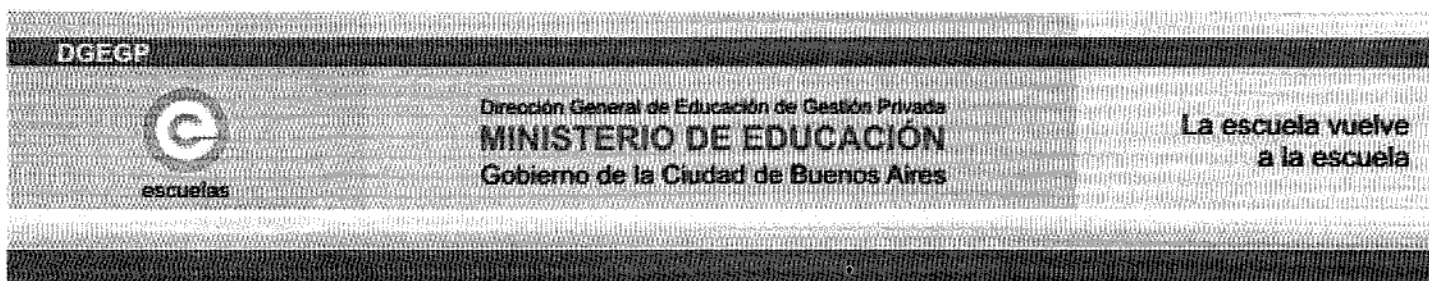 DGEGP
escuelas
Dirección General de Educación de Gestión Privada
MINISTERIO DE EDUCACIÓN
Gobierno de la Ciudad de Buenos Aires
La escuela vuelve
a la escuela